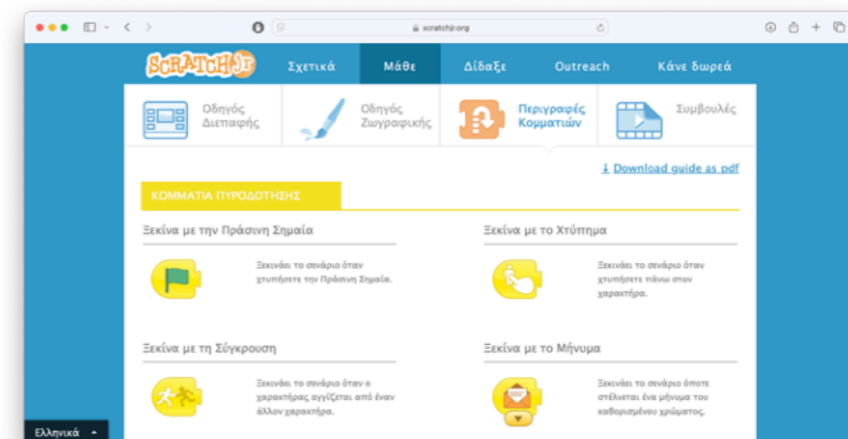 scratchjr.org
SCRATCHJr
Σχετικά
Μάθε
Δίδαξε
Outreach
Κάνε δωρεά
Οδηγός
Διεπαφής
Οδηγός
Ζωγραφικής
Περιγραφές
Κομματιών
Συμβουλές
↓ Download guide as pdf
ΚΟΜΜΑΤΙΑ ΠΥΡΟΔΟΤΗΣΗΣ
Ξεκίνα με την Πράσινη Σημαία
Ξεκινάει το σενάριο όταν
χτυπήσετε την Πράσινη Σημαία.
Ξεκίνα με το Χτύπημα
Ξεκινάει το σενάριο όταν
χτυπήσετε πάνω στον
χαρακτήρα.
Ξεκίνα με τη Σύγκρουση
Ξεκινάει το σενάριο όταν ο
χαρακτήρας αγγίζεται από έναν
άλλον χαρακτήρα.
Ξεκίνα με το Μήνυμα
Ξεκινάει το σενάριο όποτε
στέλνεται ένα μήνυμα του
καθορισμένου χρώματος.
Ελληνικά